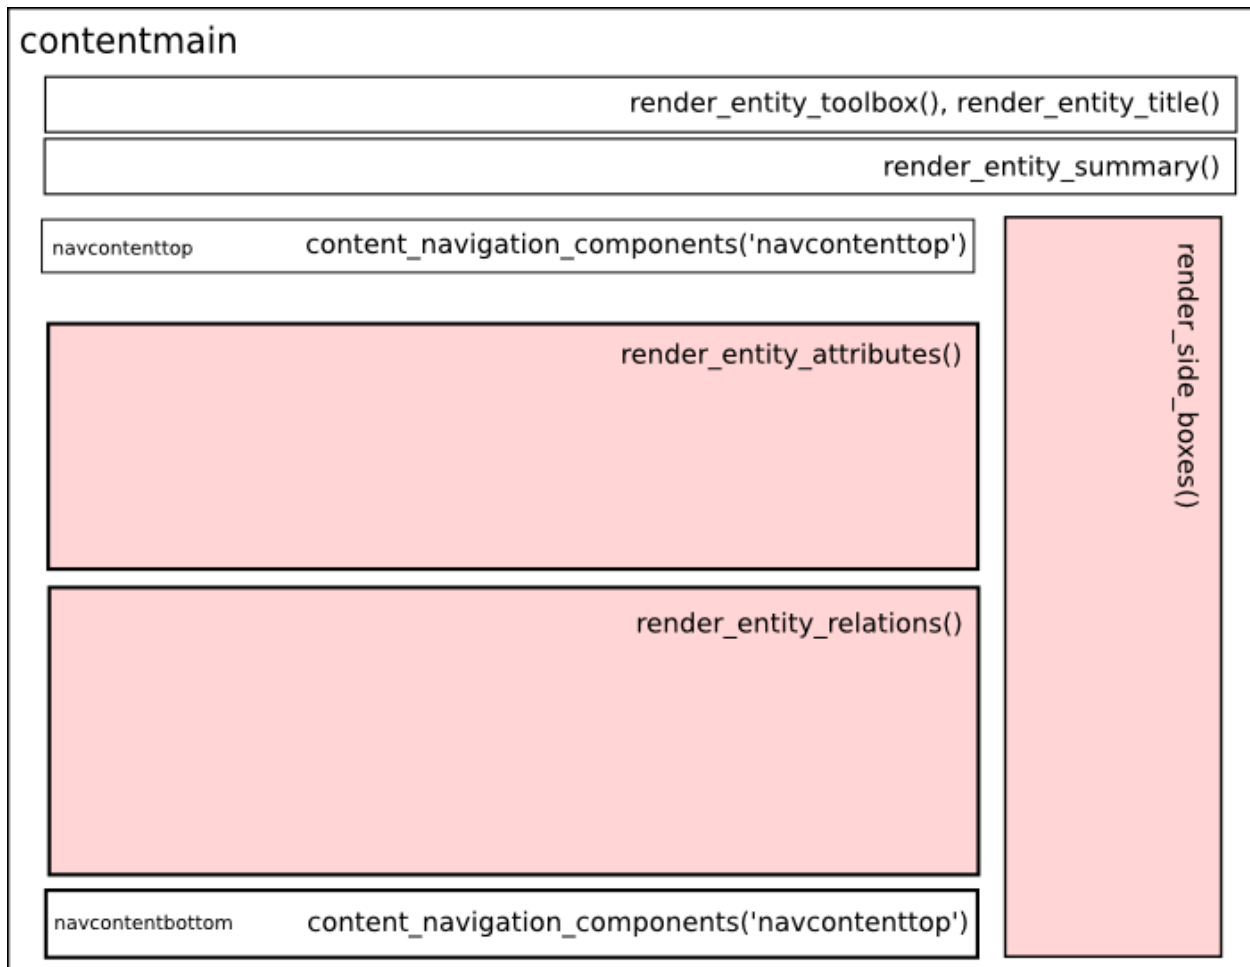 contentmain
render_entity_toolbox(), render_entity_title()
render_entity_summary()
navcontenttop content_navigation_components('navcontenttop')
render_side_boxes()
render_entity_attributes()
render_entity_relations()
navcontentbottom content_navigation_components('navcontenttop')